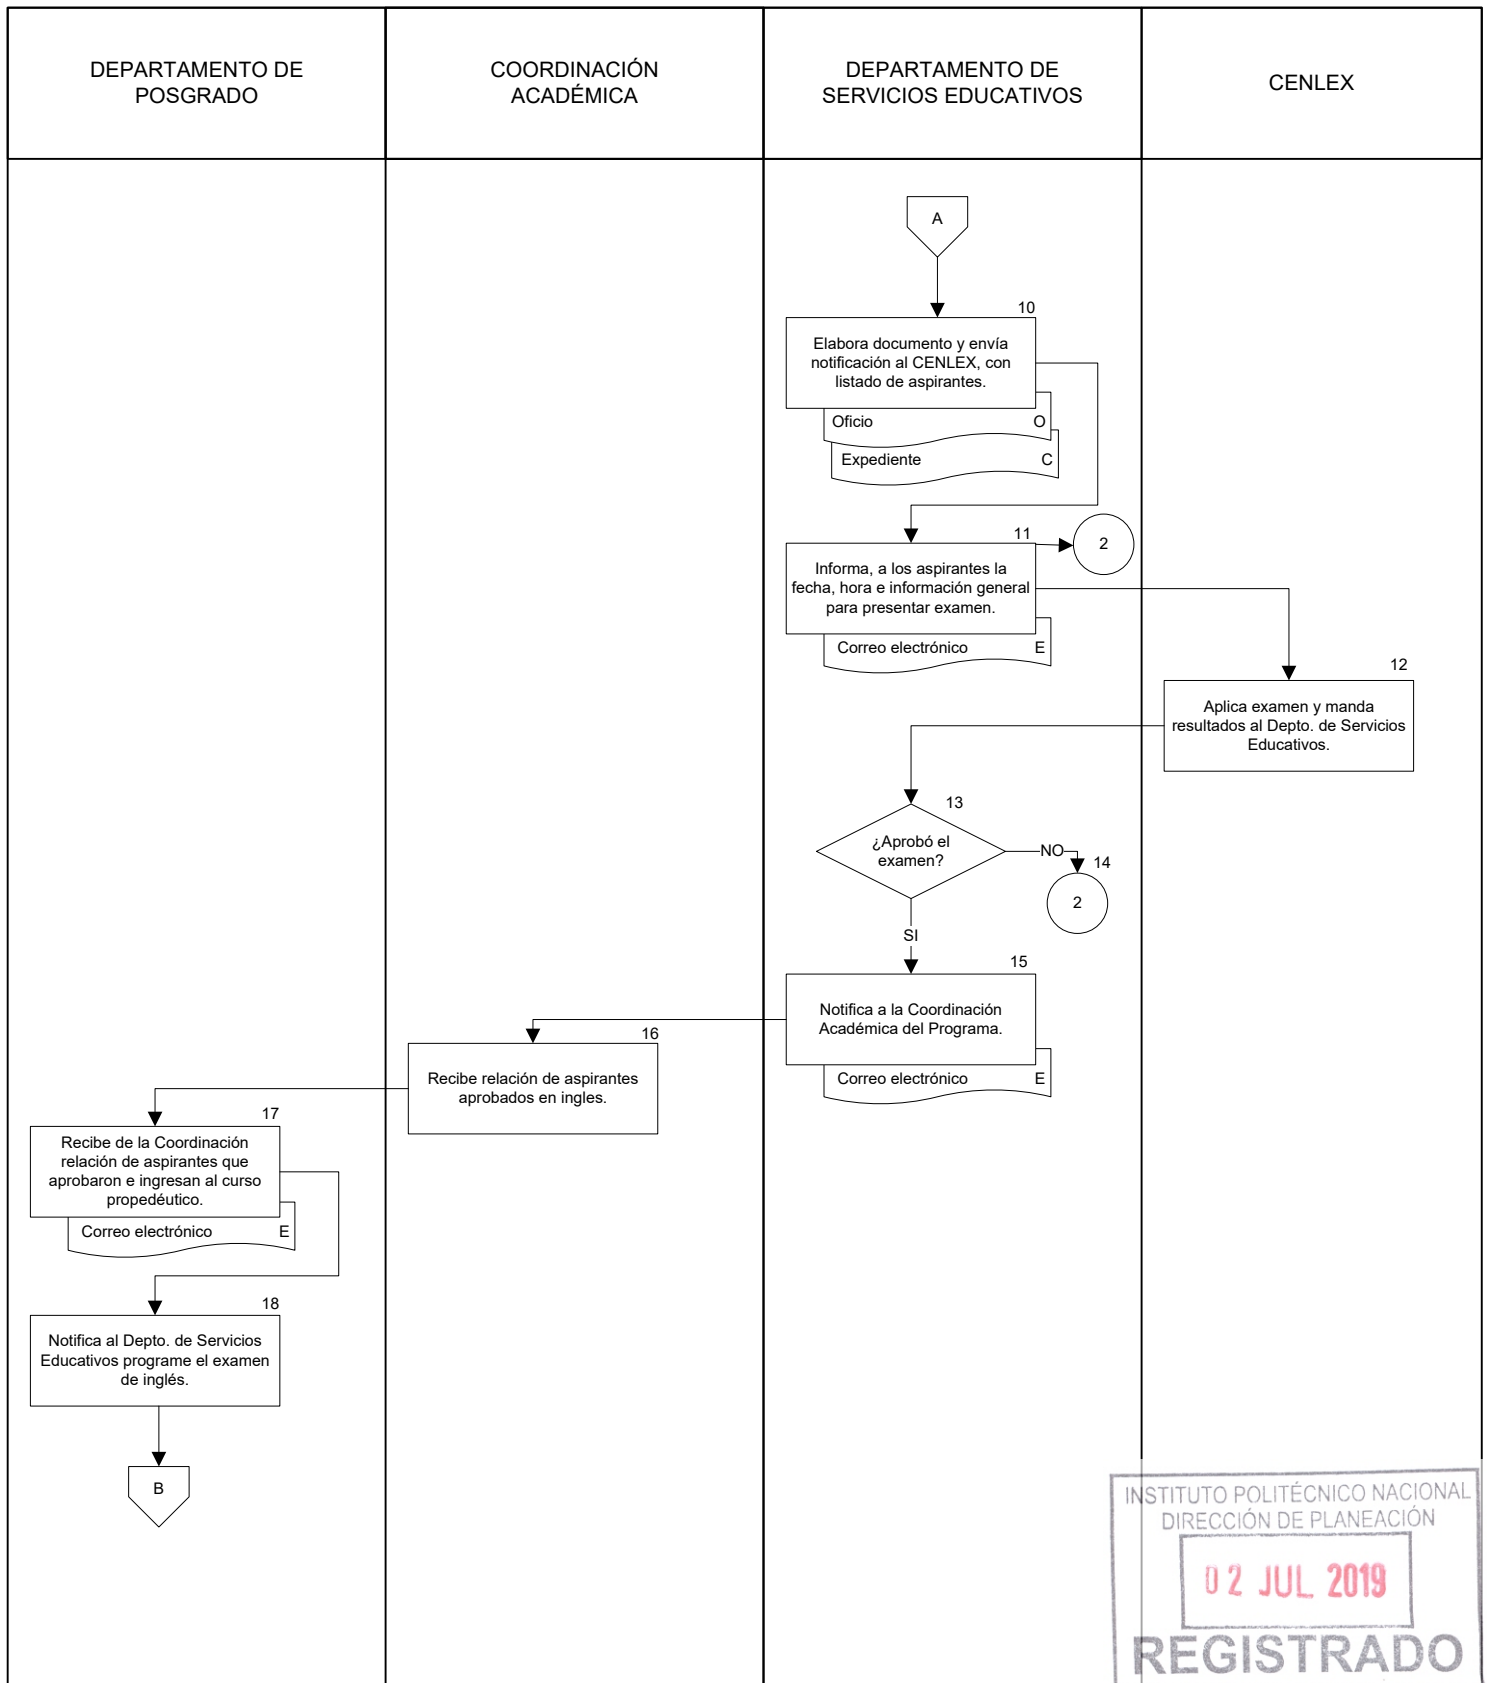 DEPARTAMENTO DE
POSGRADO
COORDINACIÓN
ACADÉMICA
DEPARTAMENTO DE
SERVICIOS EDUCATIVOS
CENLEX
A
10
Elabora documento y envía
notificación al CENLEX, con
listado de aspirantes.
Oficio O
Expediente C
11
2
Informa, a los aspirantes la
fecha, hora e información general
para presentar examen.
Correo electrónico E
12
Aplica examen y manda
resultados al Depto. de Servicios
Educativos.
13
¿Aprobó el
examen?
NO
14
2
SI
15
Notifica a la Coordinación
Académica del Programa.
Correo electrónico E
16
Recibe relación de aspirantes
aprobados en ingles.
17
Recibe de la Coordinación
relación de aspirantes que
aprobaron e ingresan al curso
propedéutico.
Correo electrónico E
18
Notifica al Depto. de Servicios
Educativos programe el examen
de inglés.
B
INSTITUTO POLITÉCNICO NACIONAL
DIRECCIÓN DE PLANEACIÓN
02 JUL 2019
REGISTRADO